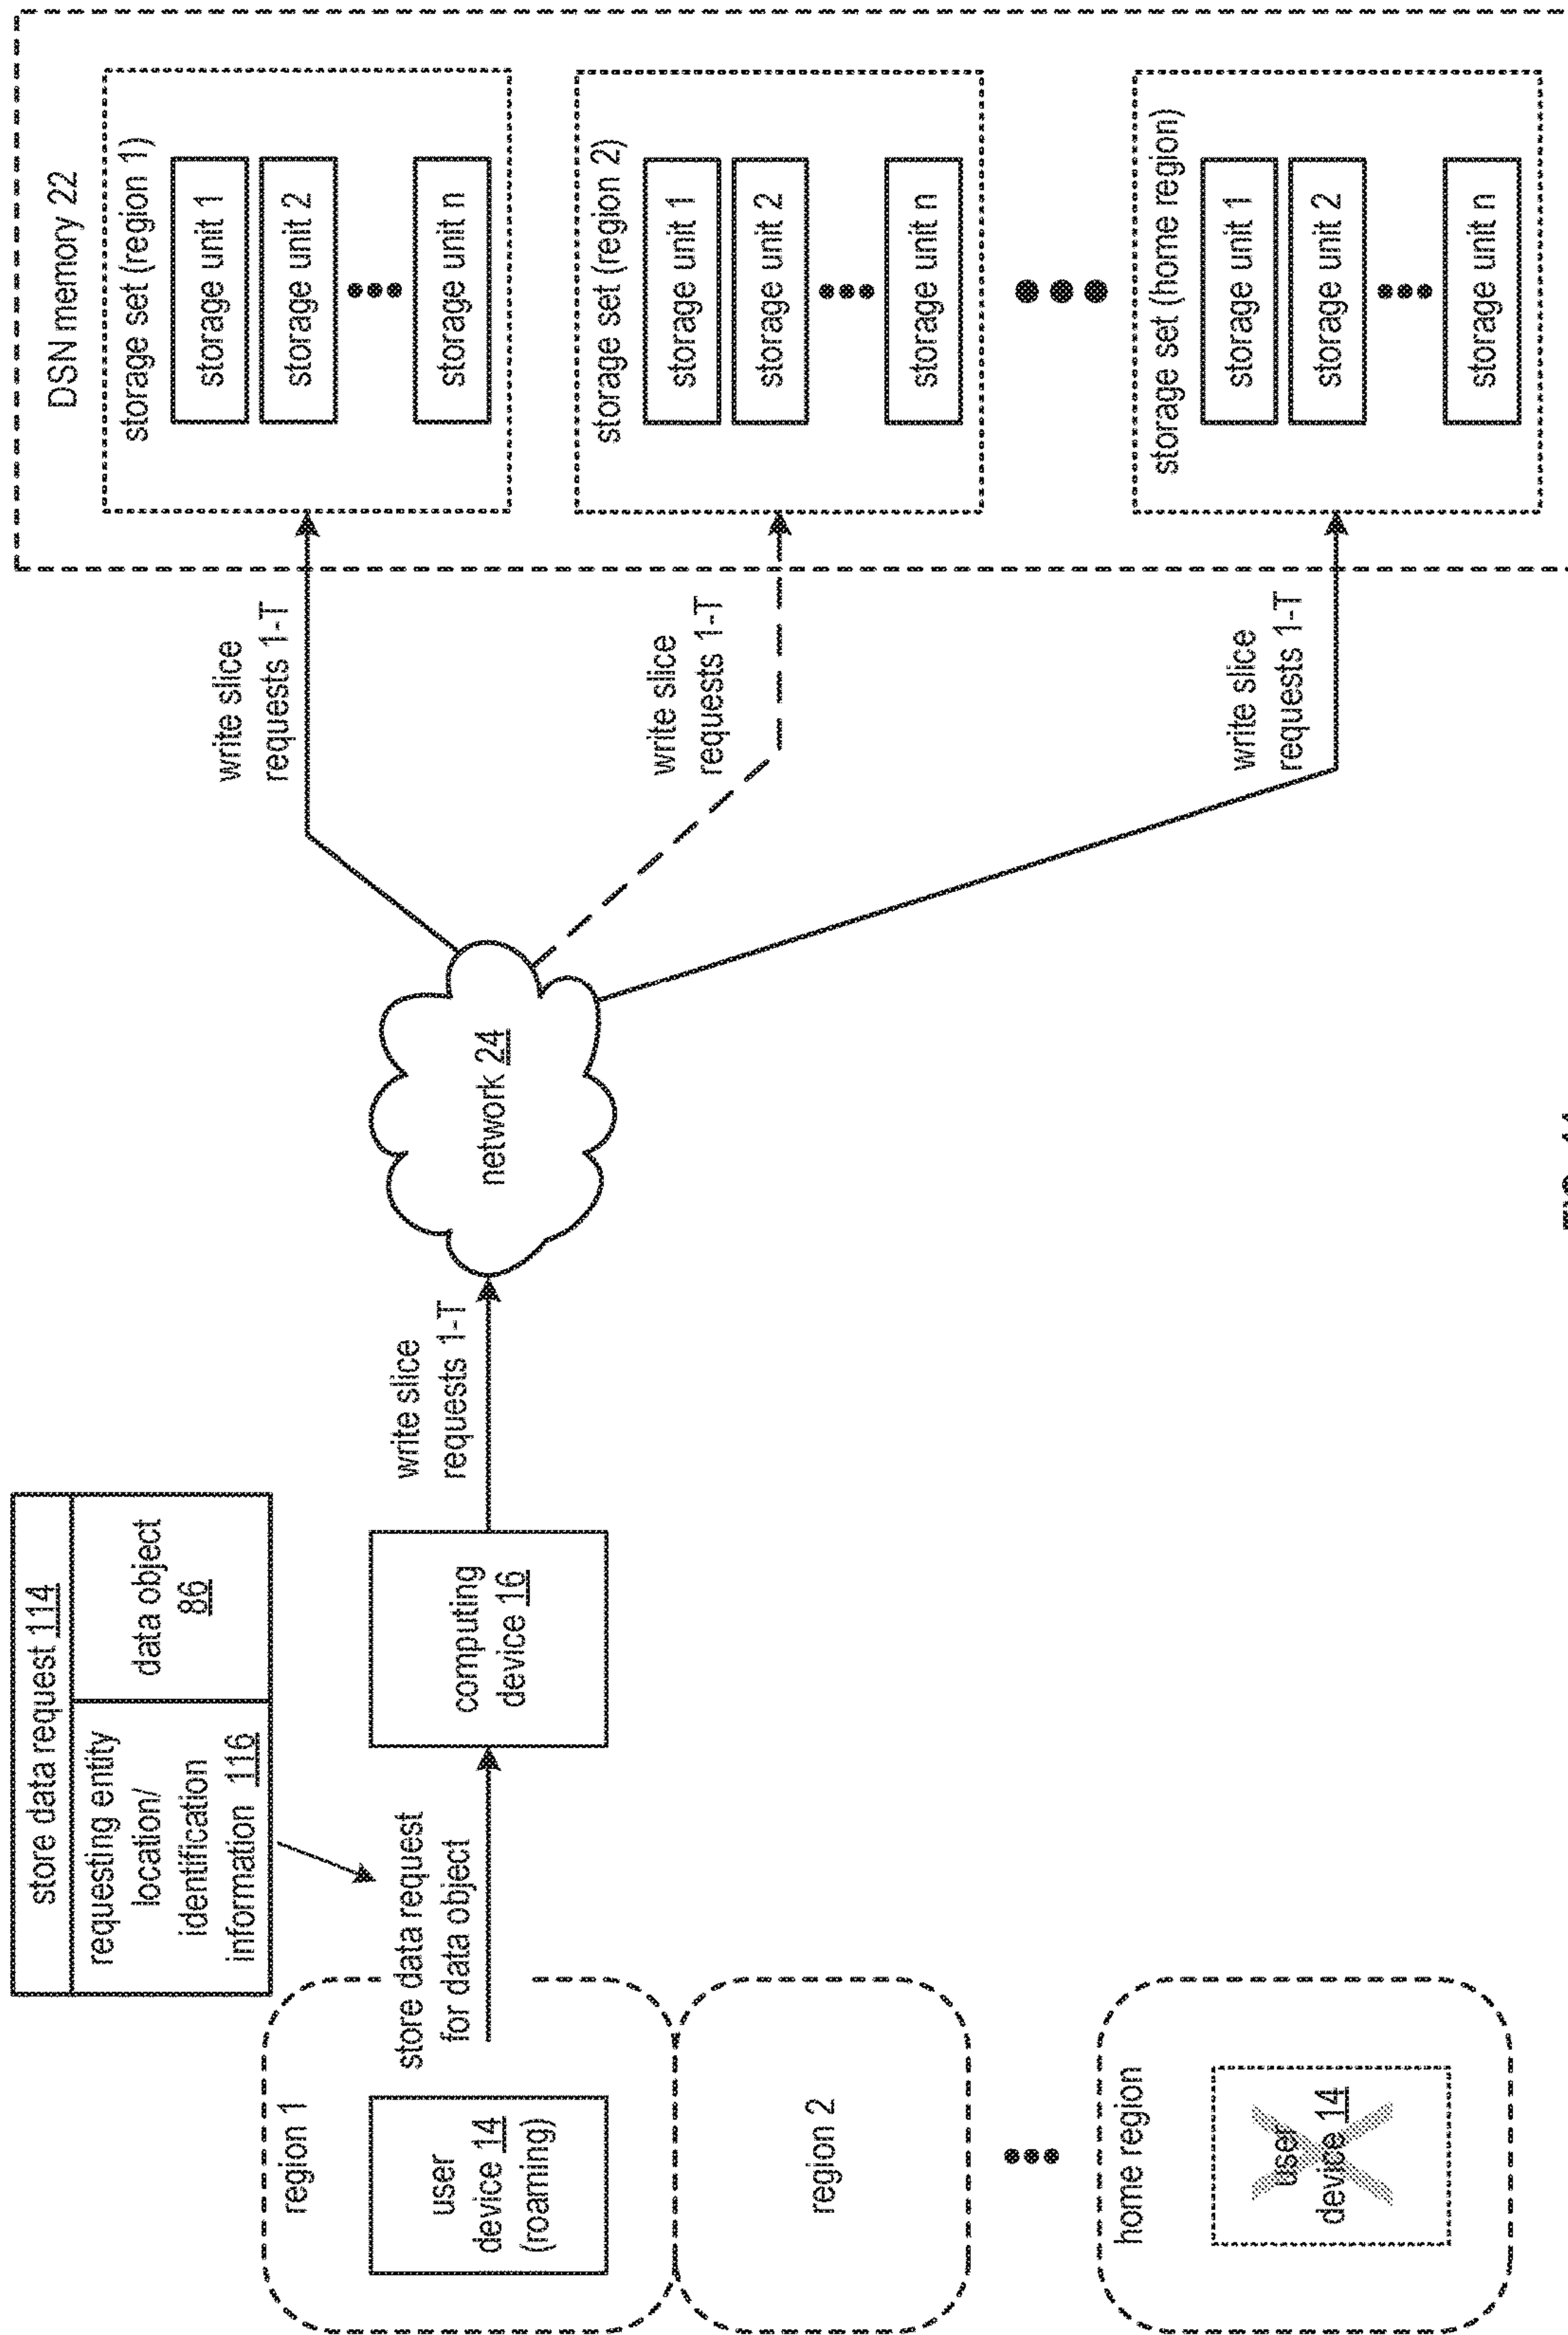 store data request 114
requesting entity
location/
identification
information 116
data object
86
region 1
user
device 14
(roaming)
store data request
for data object
computing
device 16
write slice
requests 1-T
network 24
region 2
home region
user
device 14
write slice
requests 1-T
write slice
requests 1-T
write slice
requests 1-T
DSN memory 22
storage set (region 1)
storage unit 1
storage unit 2
storage unit n
storage set (region 2)
storage unit 1
storage unit 2
storage unit n
storage set (home region)
storage unit 1
storage unit 2
storage unit n